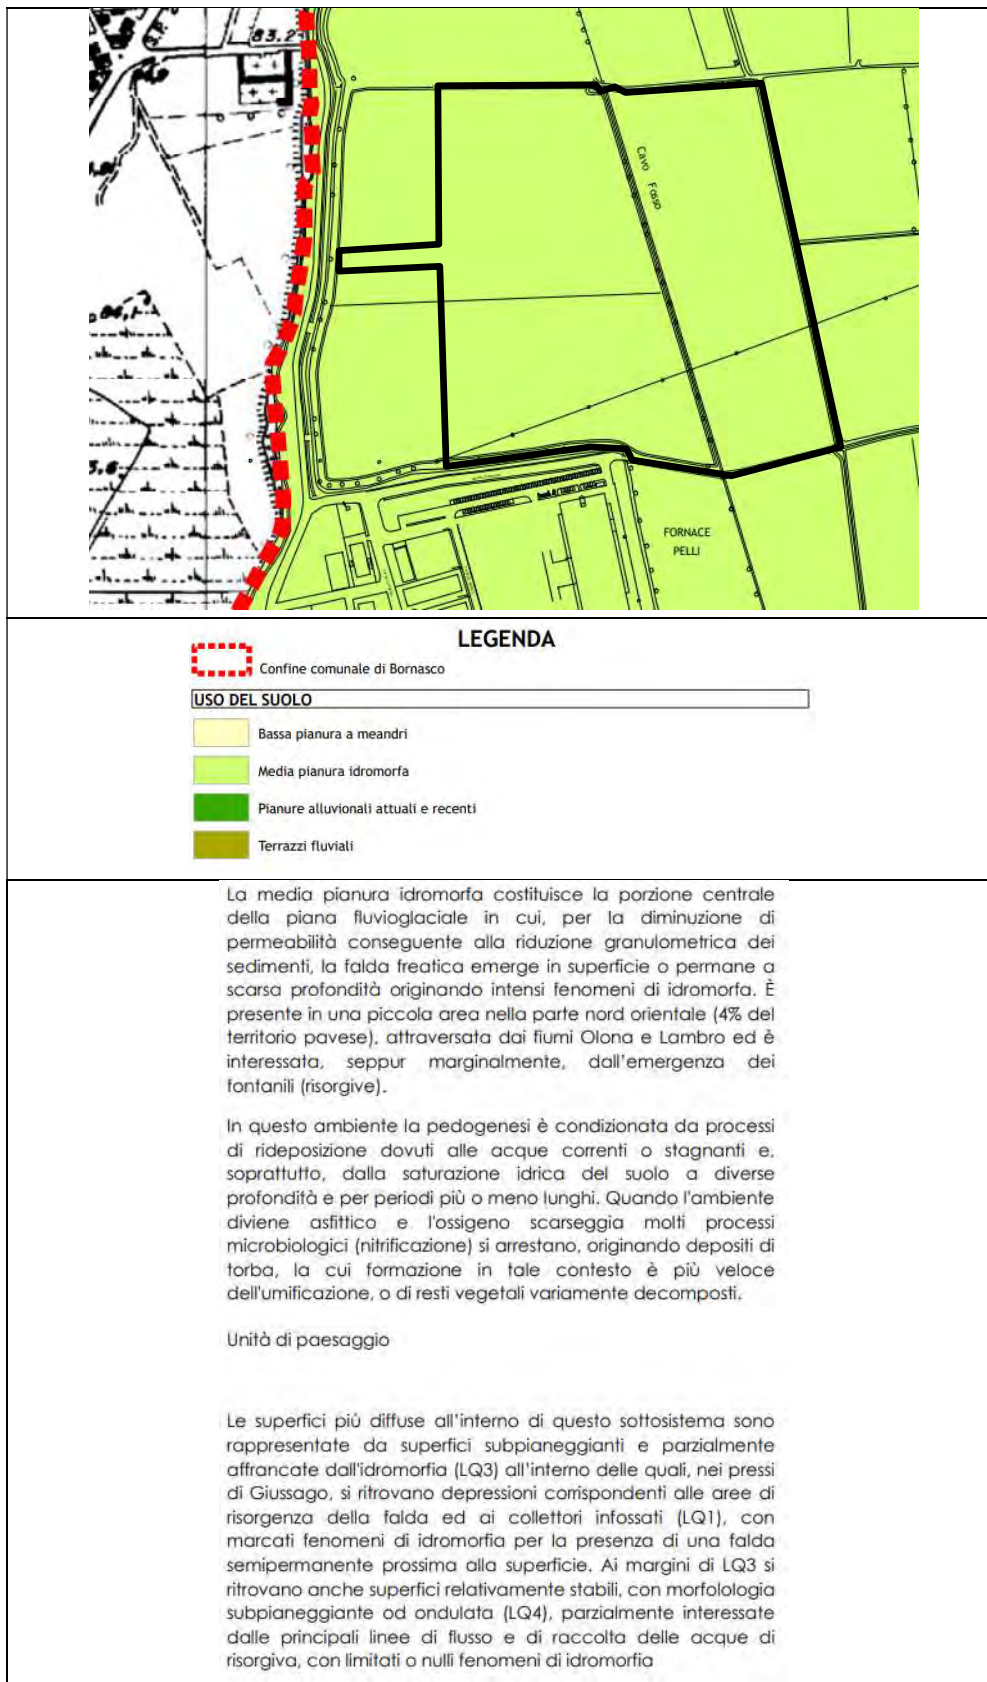 83.2
Cavo Fosso
84,1
FORNACE
PELLI
LEGENDA
Confine comunale di Bornasco
USO DEL SUOLO
Bassa pianura a meandri
Media pianura idromorfa
Pianure alluvionali attuali e recenti
Terrazzi fluviali
La media pianura idromorfa costituisce la porzione centrale
della piana fluvioglaciale in cui, per la diminuzione di
permeabilità conseguente alla riduzione granulometrica dei
sedimenti, la falda freatica emerge in superficie o permane a
scarsa profondità originando intensi fenomeni di idromorfa. È
presente in una piccola area nella parte nord orientale (4% del
territorio pavese), attraversata dai fiumi Olona e Lambro ed è
interessata, seppur marginalmente, dall'emergenza dei
fontanili (risorgive).
In questo ambiente la pedogenesi è condizionata da processi
di rideposizione dovuti alle acque correnti o stagnanti e,
soprattutto, dalla saturazione idrica del suolo a diverse
profondità e per periodi più o meno lunghi. Quando l'ambiente
diviene asfittico e l'ossigeno scarseggia molti processi
microbiologici (nitrificazione) si arrestano, originando depositi di
torba, la cui formazione in tale contesto è più veloce
dell'umificazione, o di resti vegetali variamente decomposti.
Unità di paesaggio
Le superfici più diffuse all'interno di questo sottosistema sono
rappresentate da superfici subpianeggianti e parzialmente
affrancate dall'idromorfia (LQ3) all'interno delle quali, nei pressi
di Giussago, si ritrovano depressioni corrispondenti alle aree di
risorgenza della falda ed ai collettori infossati (LQ1), con
marcati fenomeni di idromorfia per la presenza di una falda
semipermanente prossima alla superficie. Ai margini di LQ3 si
ritrovano anche superfici relativamente stabili, con morfolologia
subpianeggiante od ondulata (LQ4), parzialmente interessate
dalle principali linee di flusso e di raccolta delle acque di
risorgiva, con limitati o nulli fenomeni di idromorfia